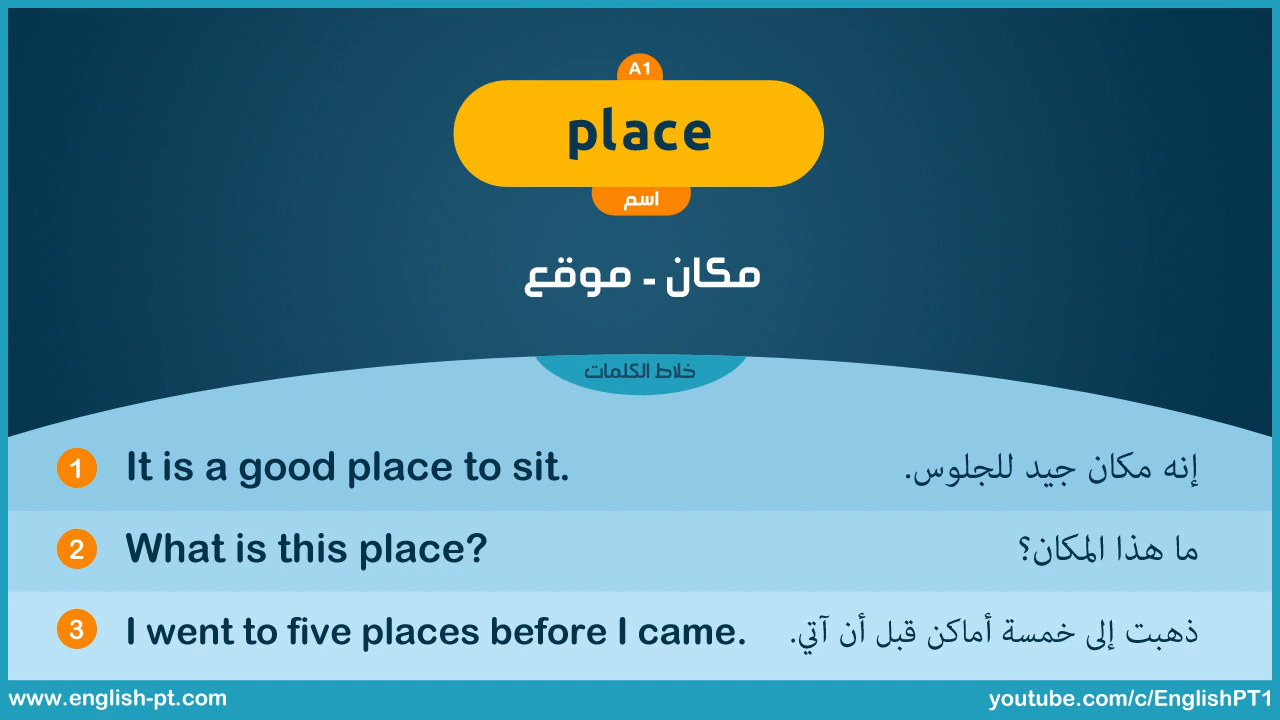 A1
place
اسم
مكان - موقع
خلاط الكلمات
1 It is a good place to sit. إنه مكان جيد للجلوس.
2 What is this place? ما هذا المكان؟
3 I went to five places before I came. ذهبت إلى خمسة أماكن قبل أن آتي.
www.english-pt.com youtube.com/c/EnglishPT1